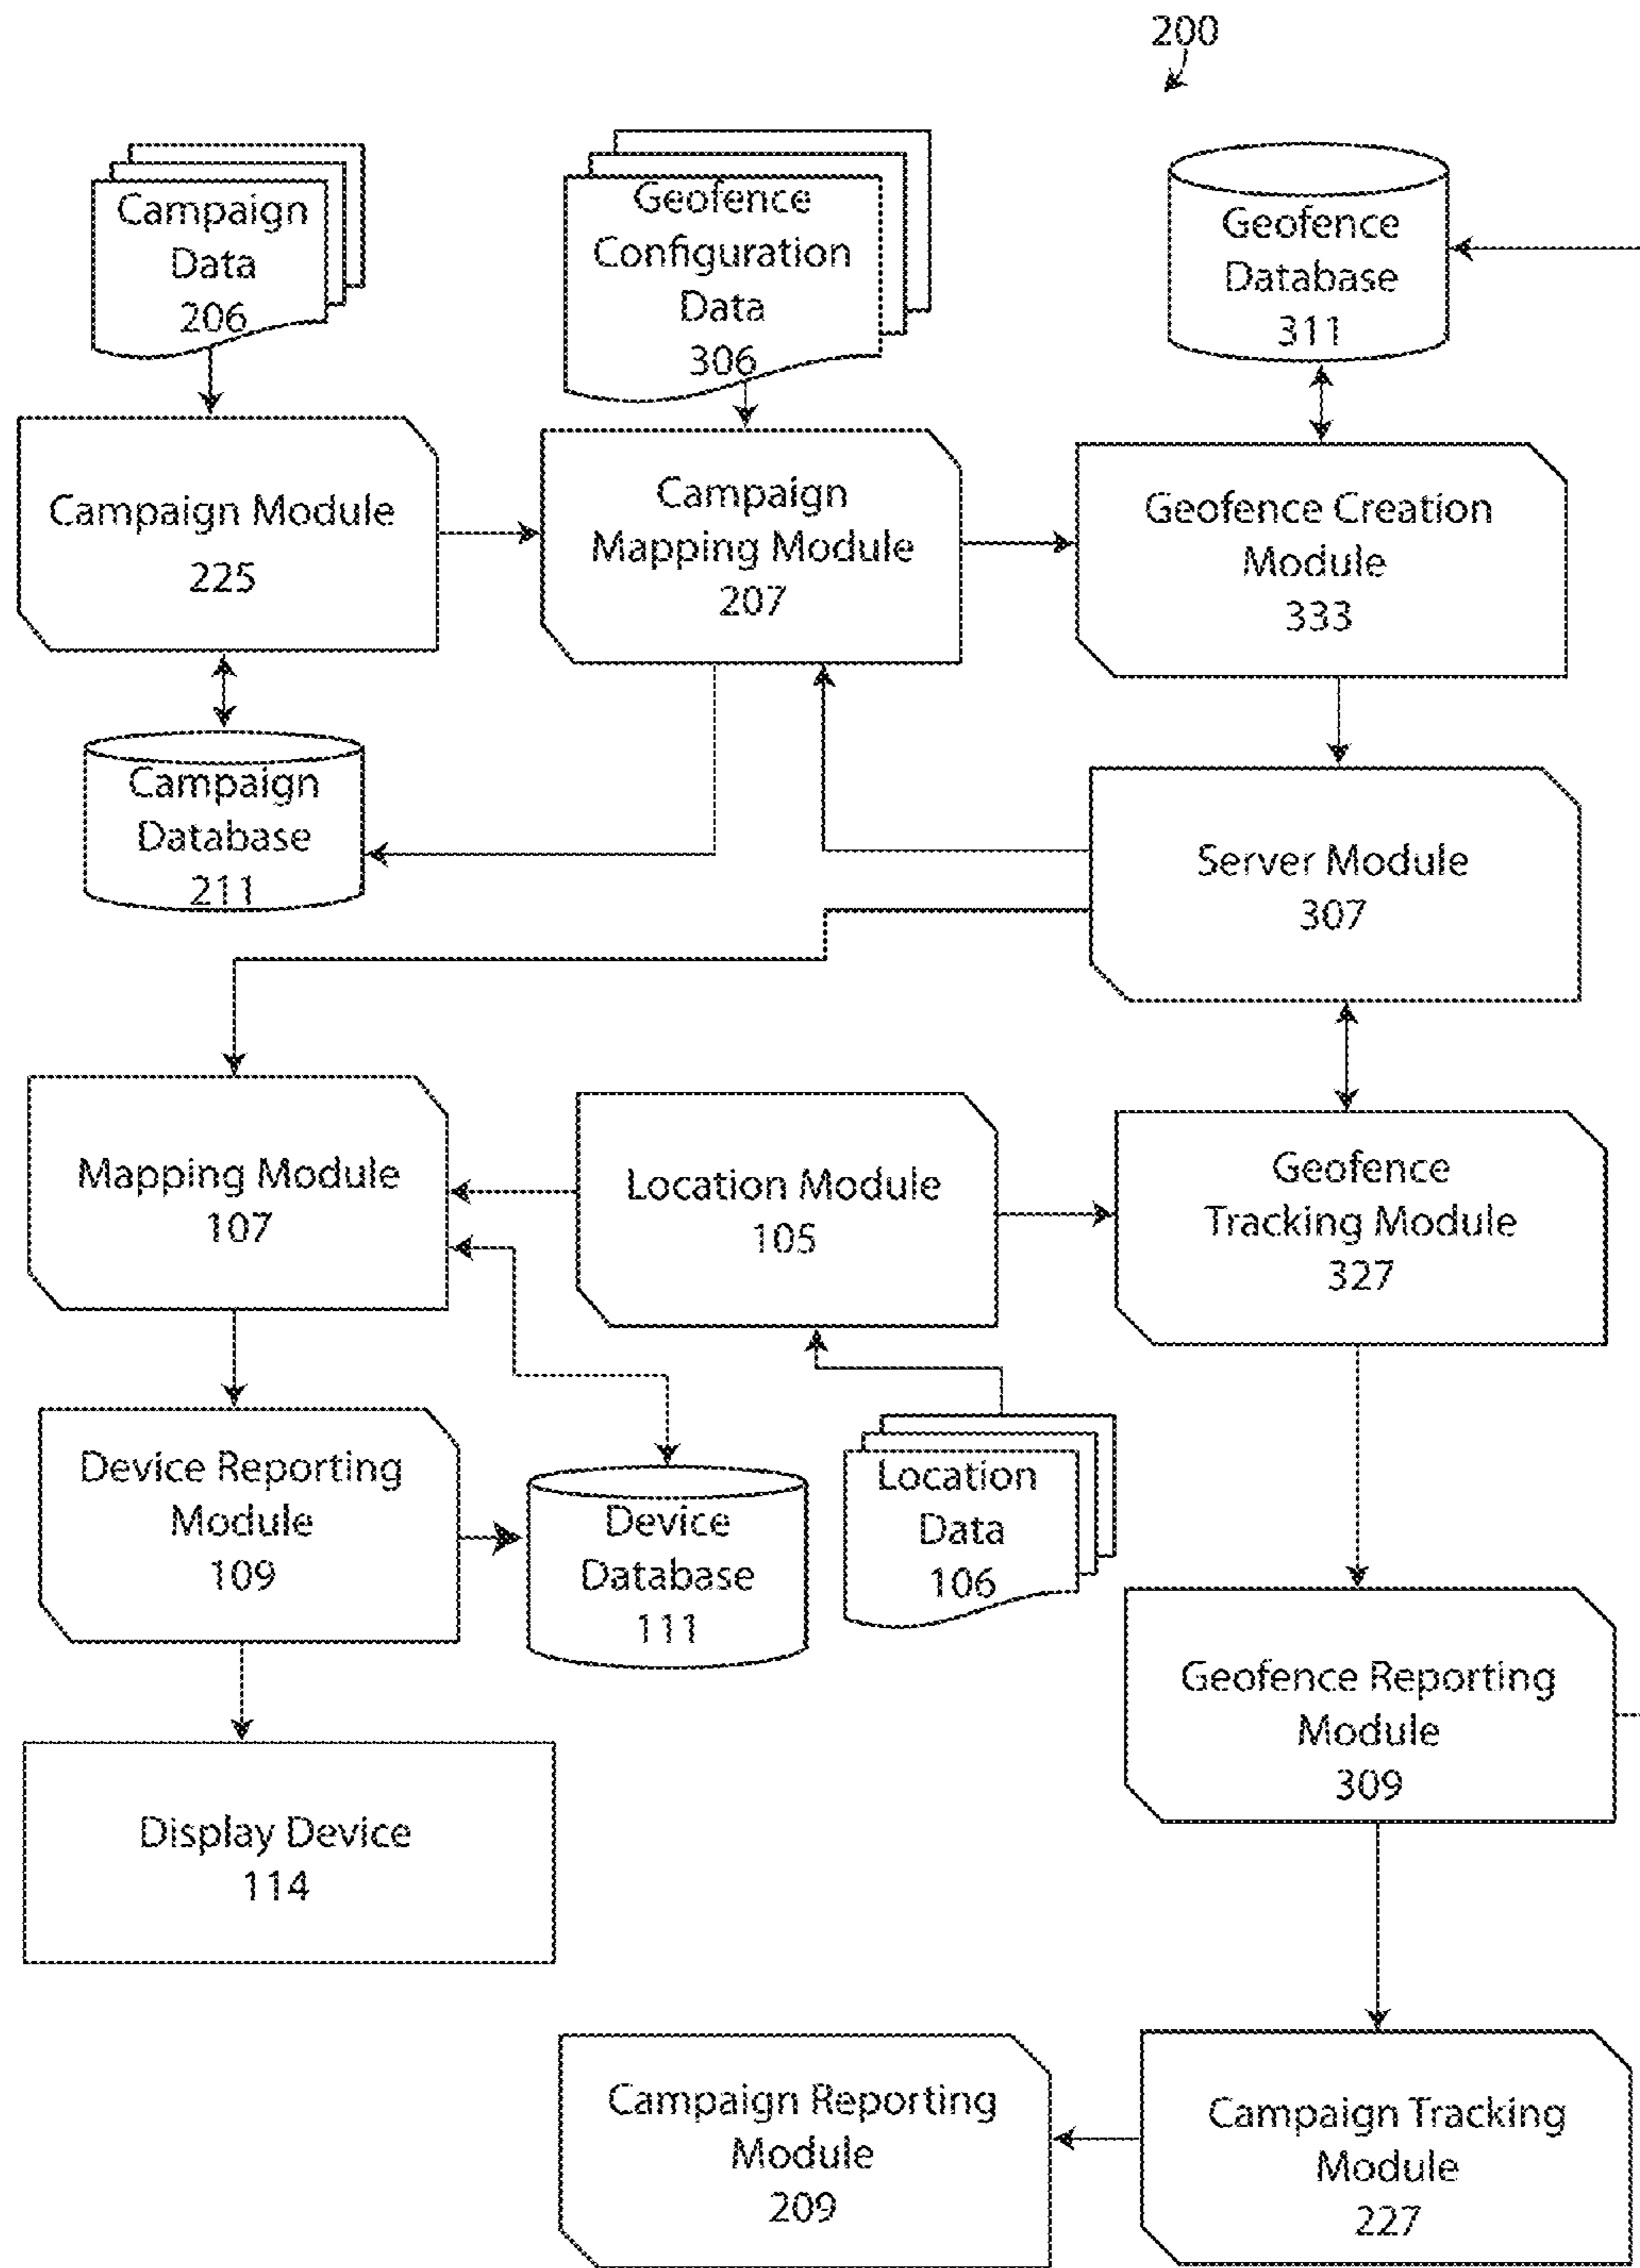 200
Campaign
Data
206
Geofence
Configuration
Data
306
Geofence
Database
311
Campaign Module
225
Campaign
Mapping Module
207
Geofence Creation
Module
333
Campaign
Database
211
Server Module
307
Mapping Module
107
Location Module
105
Geofence
Tracking Module
327
Device Reporting
Module
109
Device
Database
111
Location
Data
106
Geofence Reporting
Module
309
Display Device
114
Campaign Reporting
Module
209
Campaign Tracking
Module
227